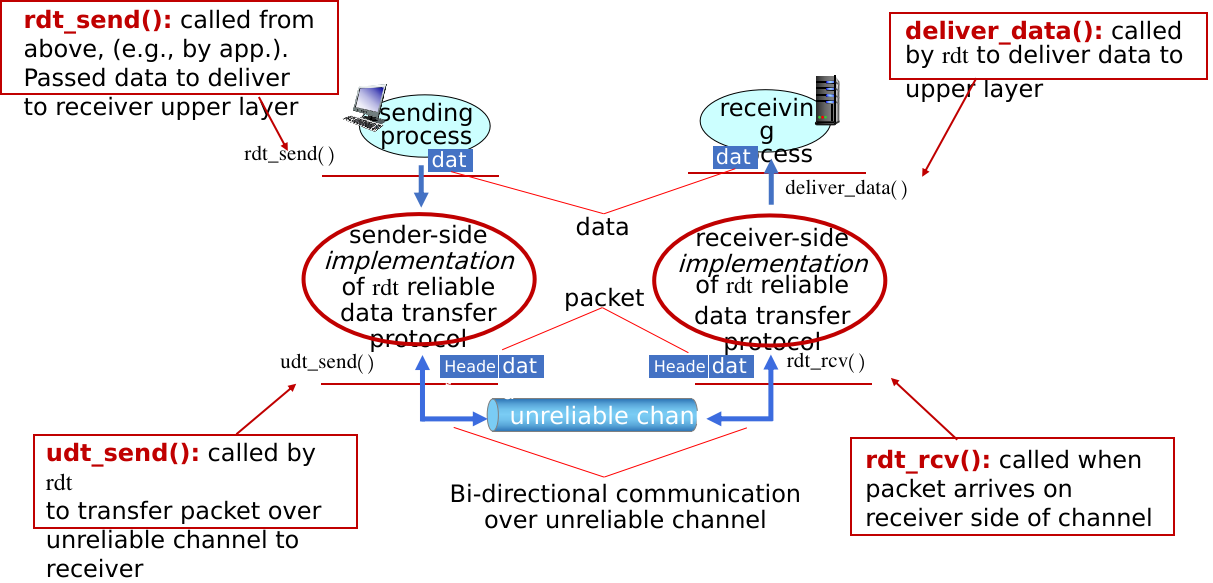 rdt_send(): called from
above, (e.g., by app.).
Passed data to deliver
to receiver upper layer
deliver_data(): called
by rdt to deliver data to
upper layer
sending
process
receivin
g
cess
rdt_send()
dat
dat
deliver_data()
data
sender-side
implementation
of rdt reliable
data transfer
protocol
receiver-side
implementation
of rdt reliable
data transfer
protocol
packet
udt_send()
Heade dat
Heade dat
rdt_rcv()
unreliable chan
udt_send(): called by
rdt
to transfer packet over
unreliable channel to
receiver
Bi-directional communication
over unreliable channel
rdt_rcv(): called when
packet arrives on
receiver side of channel